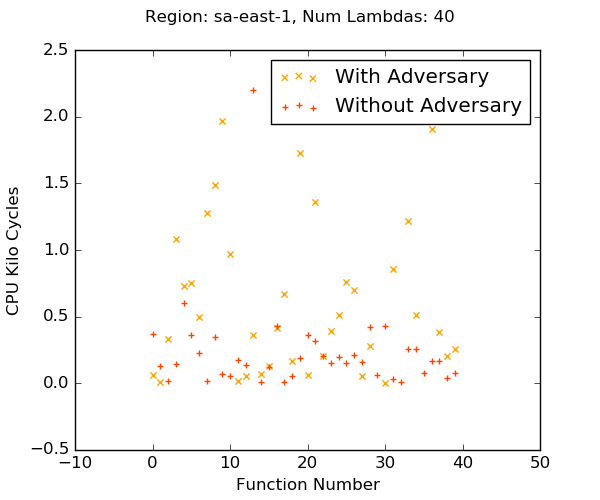 Region: sa-east-1, Num Lambdas: 40
2.5
2.0
1.5
1.0
0.5
0.0
−0.5
CPU Kilo Cycles
With Adversary
Without Adversary
−10 0 10 20 30 40 50
Function Number